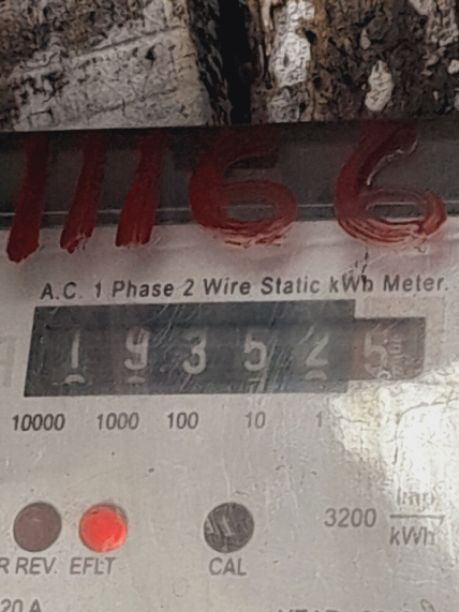 11166
A.C. 1 Phase 2 Wire Static kWh Meter.
1 9 3 5 2 5
10000 1000 100 10 1
3200 imp/kWh
R REV. EFLT CAL
20 A